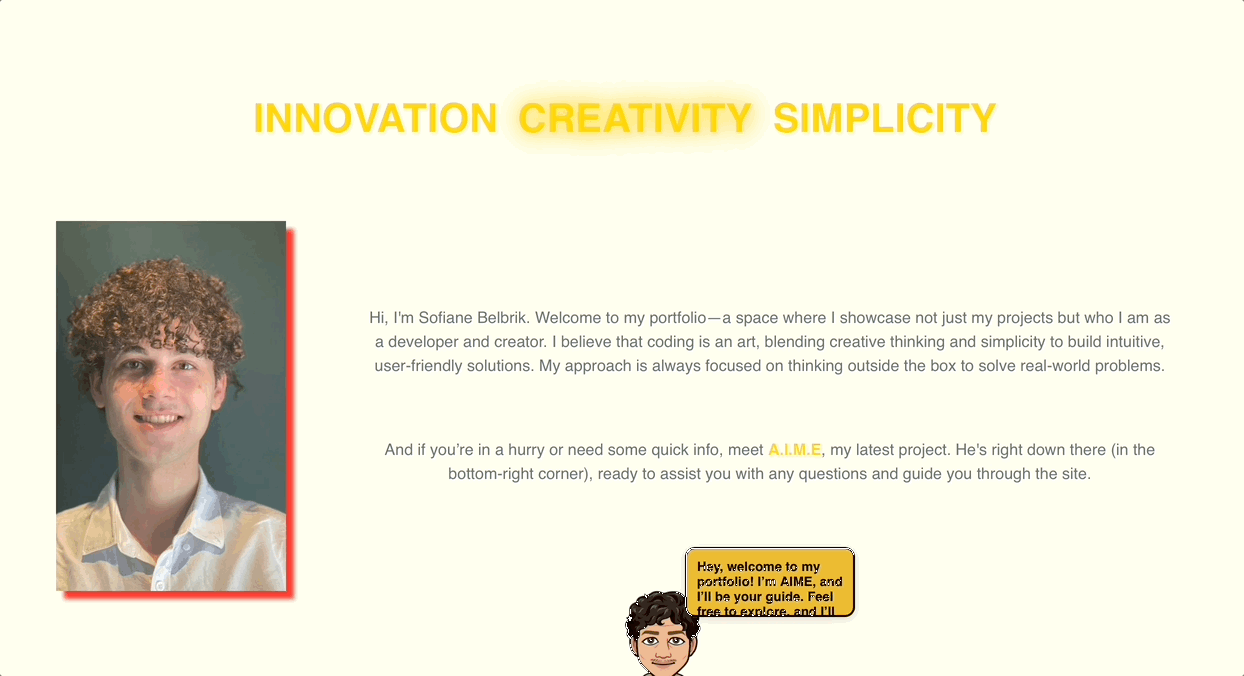 INNOVATION CREATIVITY SIMPLICITY
Hi, I'm Sofiane Belbrik. Welcome to my portfolio—a space where I showcase not just my projects but who I am as
a developer and creator. I believe that coding is an art, blending creative thinking and simplicity to build intuitive,
user-friendly solutions. My approach is always focused on thinking outside the box to solve real-world problems.
And if you’re in a hurry or need some quick info, meet A.I.M.E, my latest project. He's right down there (in the
bottom-right corner), ready to assist you with any questions and guide you through the site.
Hey, welcome to my
portfolio! I’m AIME, and
I’ll be your guide. Feel
free to explore, and I’ll